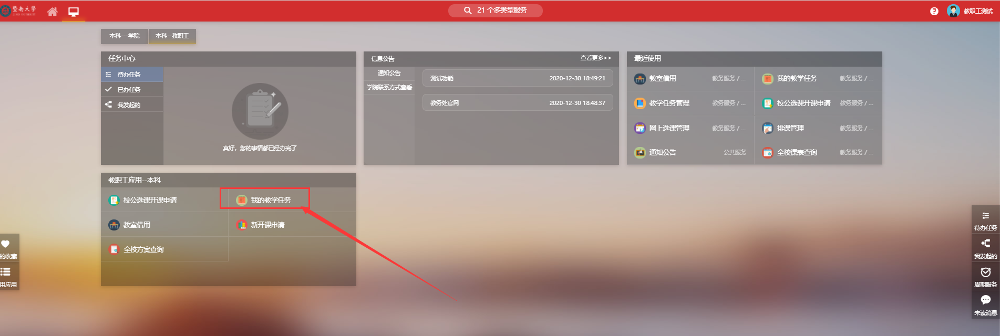 暨南大學
JINAN UNIVERSITY
21 个多类型服务
教职工测试
本科---学院
本科--教职工
任务中心
待办任务
已办任务
我发起的
真好，您的事情都已经办完了
信息公告
查看更多>>
通知公告
学院联系方式查看
测试功能
2020-12-30 18:49:21
教务处官网
2020-12-30 18:48:37
最近使用
教室借用
教务服务 / ...
我的教学任务
教务服务 / ...
教学任务管理
教务服务 / ...
校公选课开课申请
教务服务 / ...
网上选课管理
教务服务 / ...
排课管理
教务服务 / ...
通知公告
公共服务
全校课表查询
教务服务 / ...
教职工应用--本科
校公选课开课申请
我的教学任务
教室借用
新开课申请
全校方案查询
的收藏
用应用
待办任务
我发起的
周期服务
未读消息